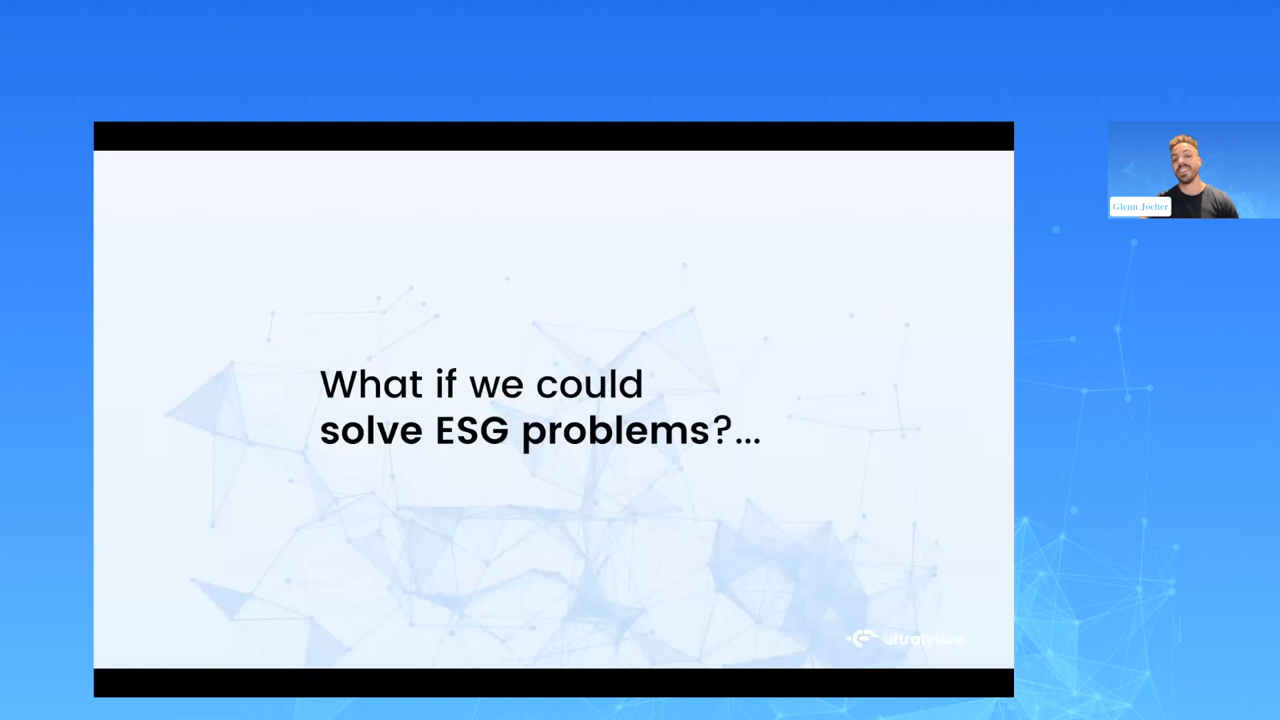 What if we could
solve ESG problems?...
Glenn Jocher
ultralytics